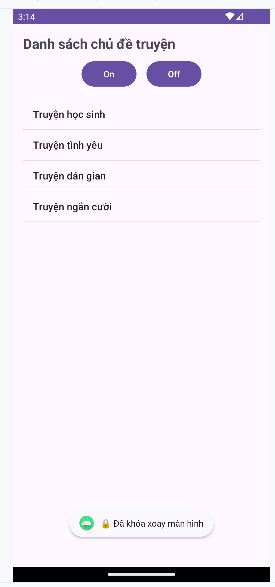 3:14
Danh sách chủ đề truyện
On Off
Truyện học sinh
Truyện tình yêu
Truyện dân gian
Truyện ngắn cười
🔒 Đã khóa xoay màn hình